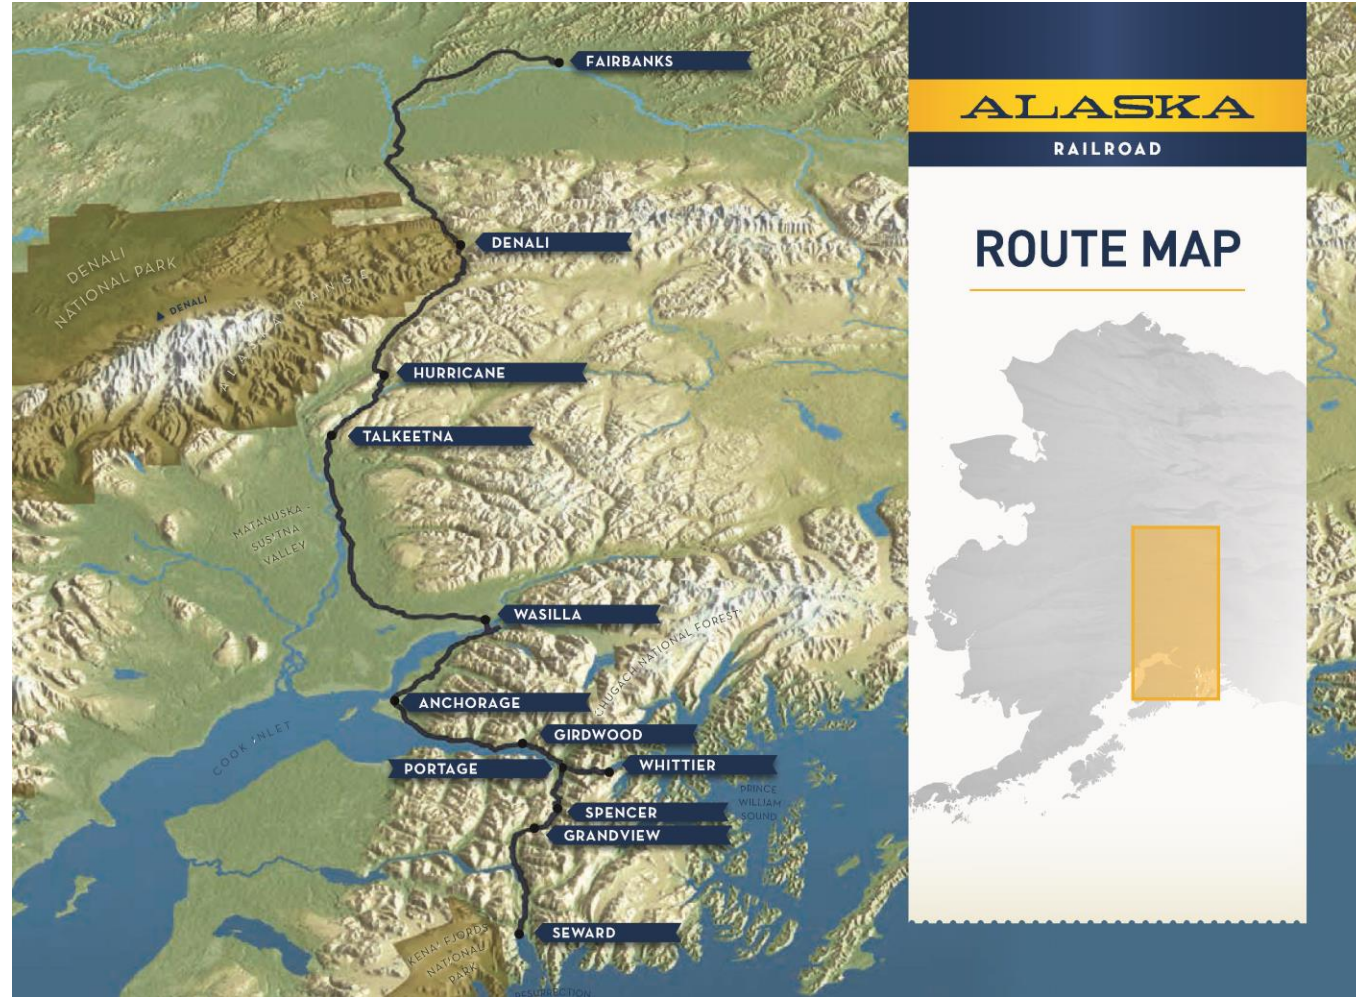 FAIRBANKS
ALASKA
RAILROAD
ROUTE MAP
DENALI
DENALI
NATIONAL PARK
DENALI
ALASKA RANGE
HURRICANE
TALKEETNA
MATANUSKA -
SUSITNA
VALLEY
WASILLA
CHUGACH NATIONAL FOREST
ANCHORAGE
GIRDWOOD
COOK INLET
PORTAGE
WHITTIER
PRINCE
WILLIAM
SOUND
SPENCER
GRANDVIEW
SEWARD
KENAI FJORDS
NATIONAL
PARK
RESURRECTION